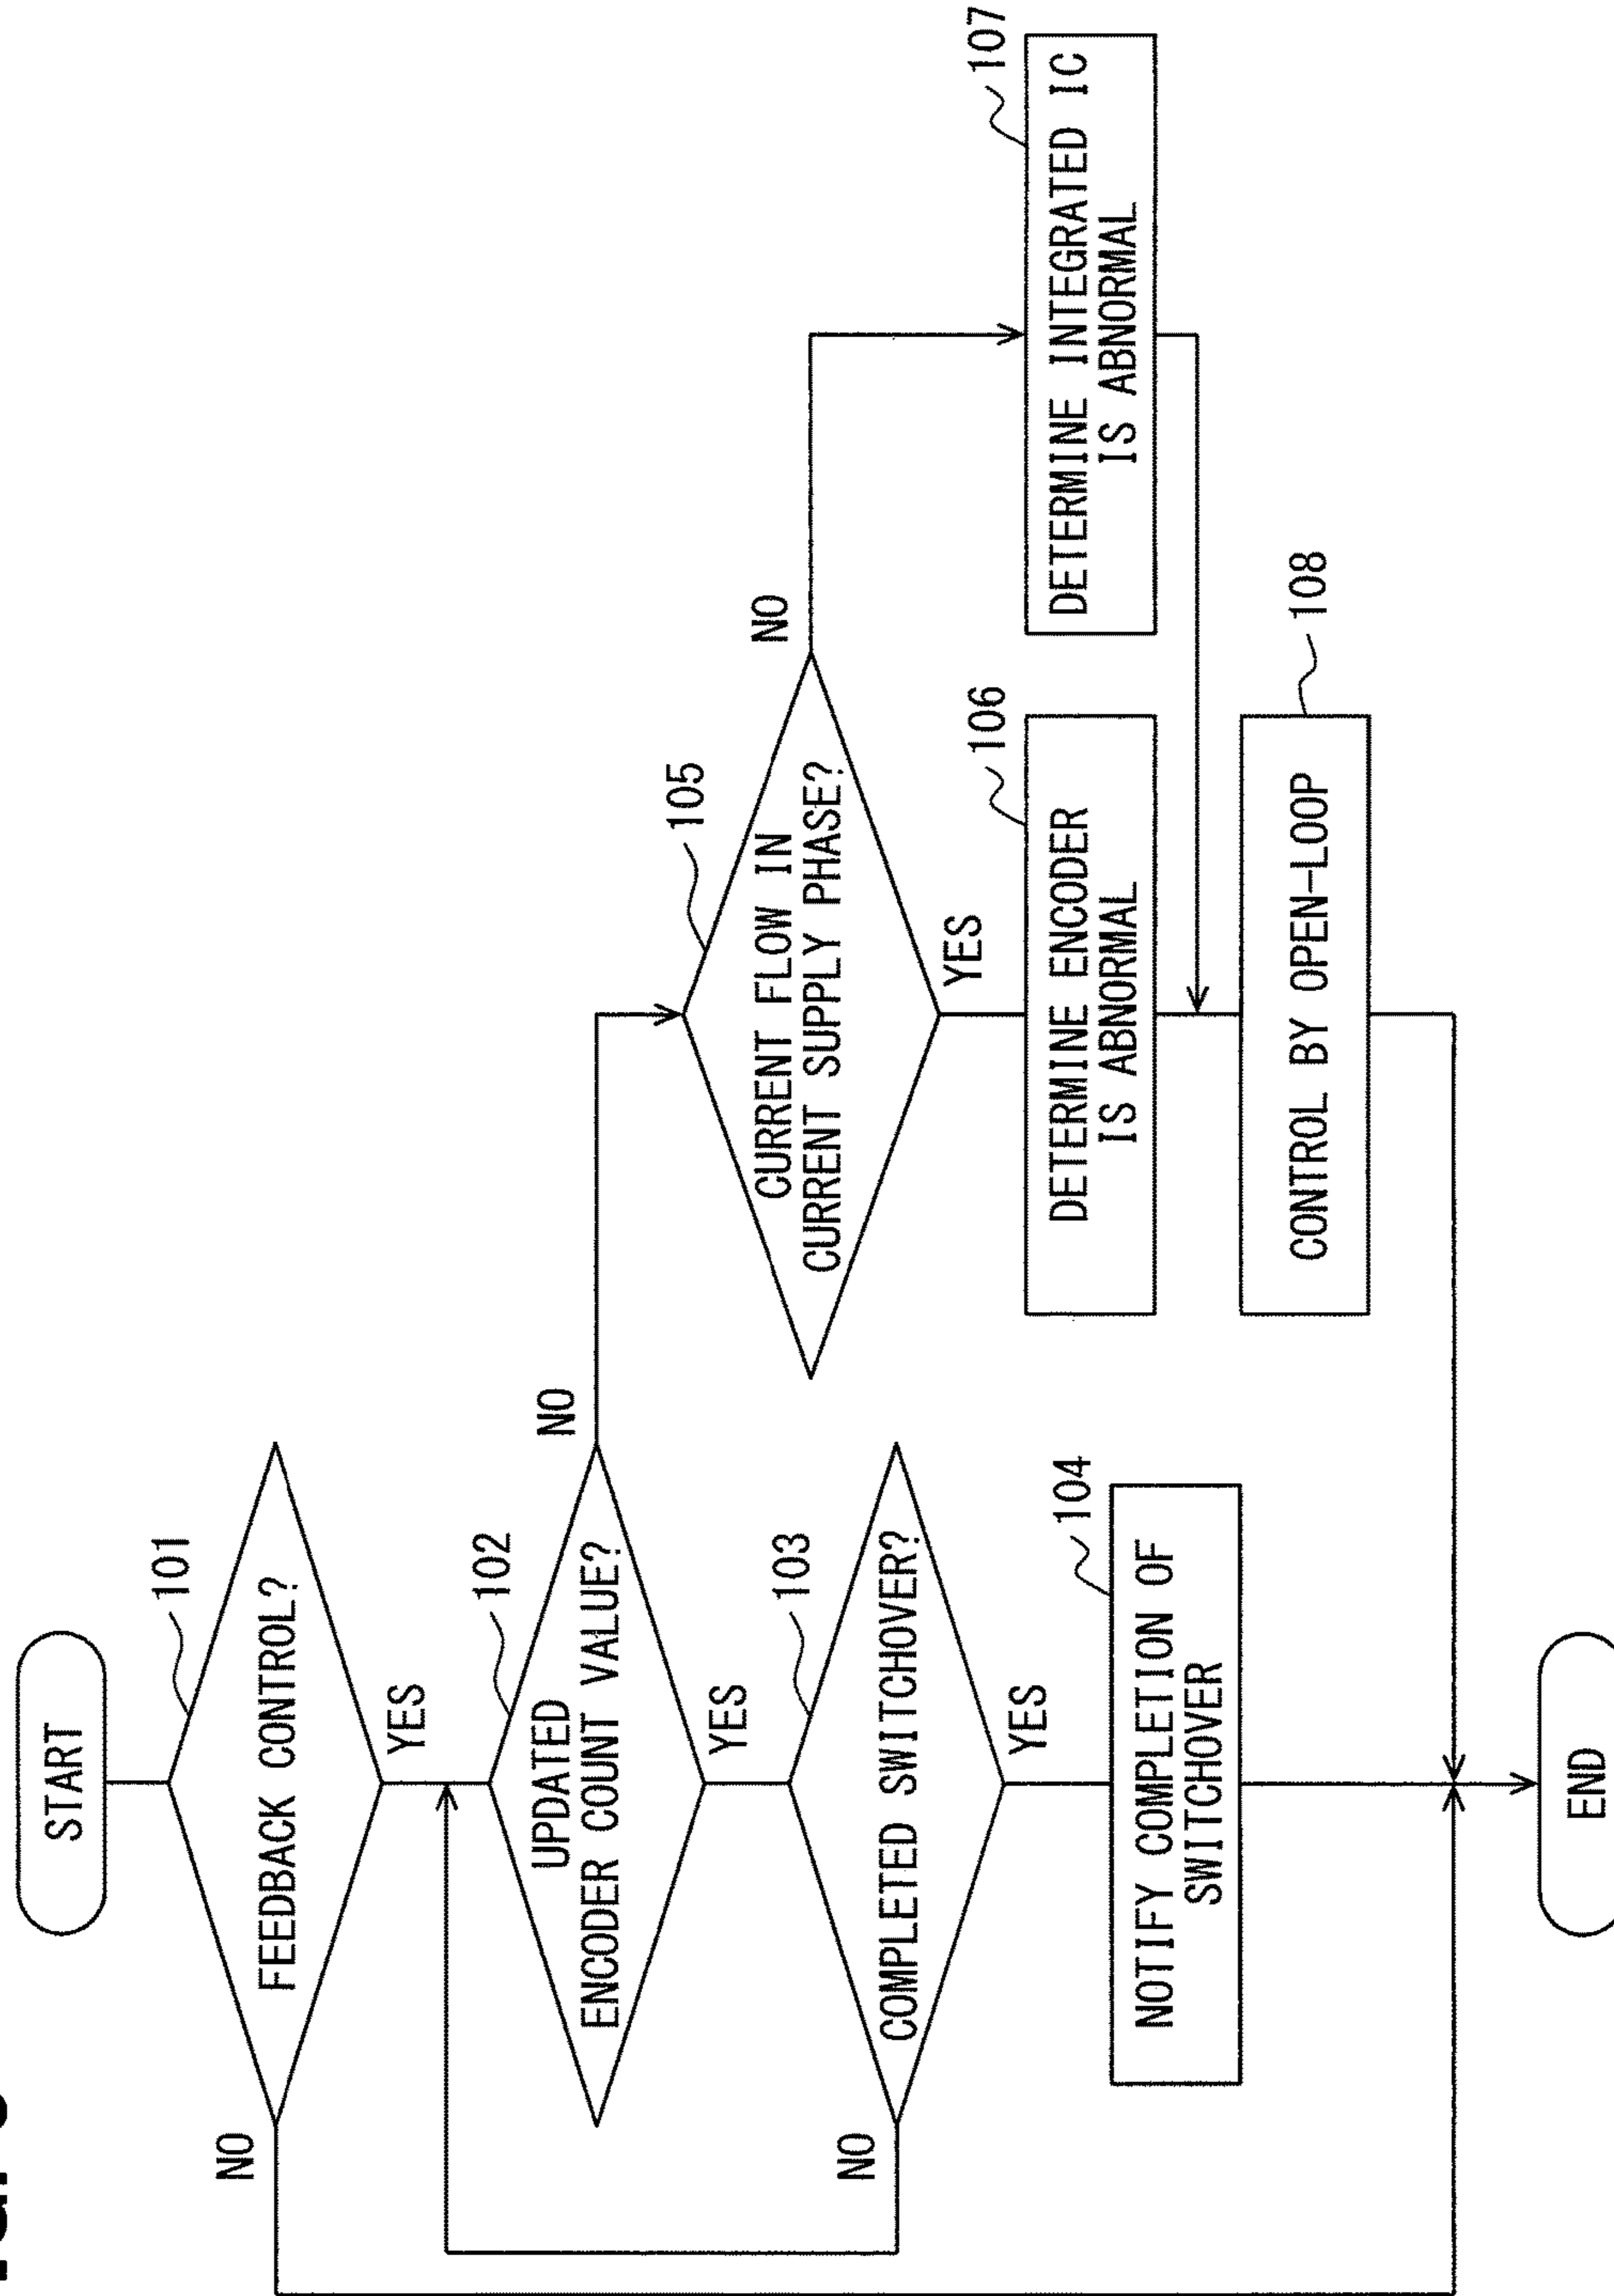 START
101
FEEDBACK CONTROL?
NO
YES
102
UPDATED
ENCODER COUNT VALUE?
NO
YES
103
COMPLETED SWITCHOVER?
NO
YES
104
NOTIFY COMPLETION OF
SWITCHOVER
105
CURRENT FLOW IN
CURRENT SUPPLY PHASE?
NO
YES
106
DETERMINE ENCODER
IS ABNORMAL
107
DETERMINE INTEGRATED IC
IS ABNORMAL
108
CONTROL BY OPEN-LOOP
END